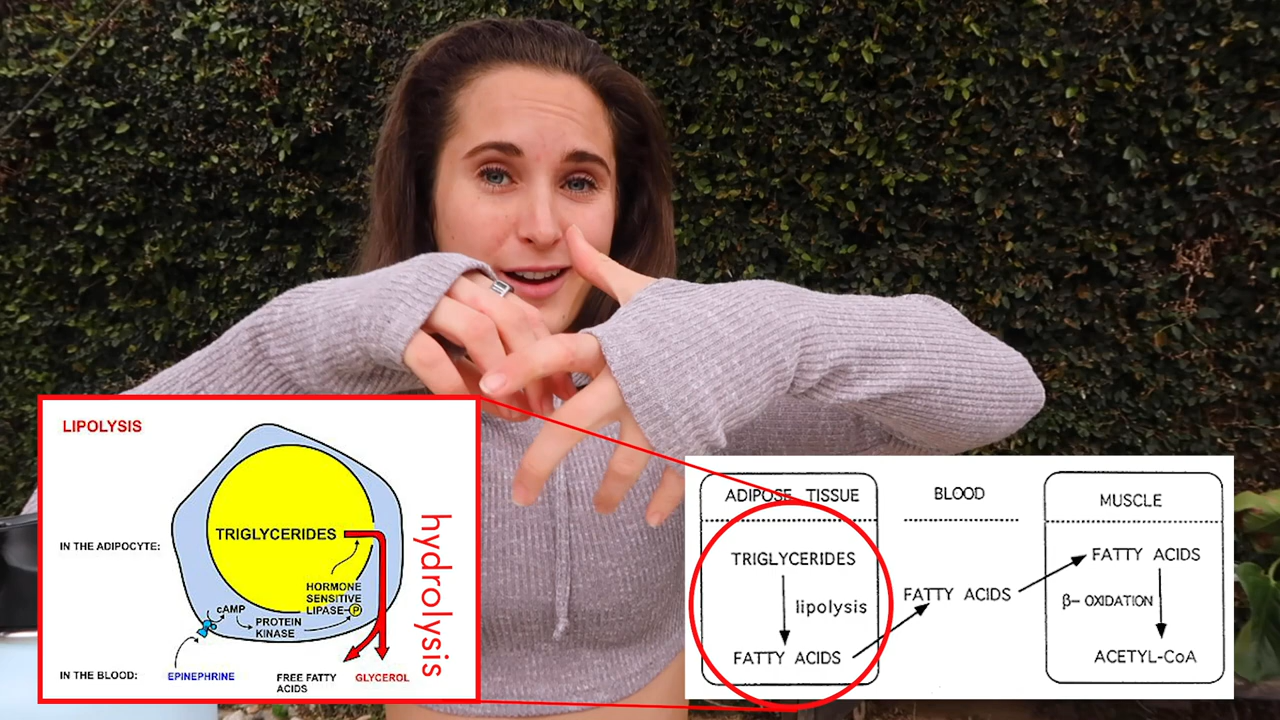 LIPOLYSIS
IN THE ADIPOCYTE:
TRIGLYCERIDES
HORMONE
SENSITIVE
LIPASE-P
cAMP
PROTEIN
KINASE
IN THE BLOOD:
EPINEPHRINE
FREE FATTY
ACIDS
GLYCEROL
hydrolysis
ADIPOSE TISSUE
TRIGLYCERIDES
lipolysis
FATTY ACIDS
BLOOD
FATTY ACIDS
MUSCLE
FATTY ACIDS
β- OXIDATION
ACETYL-CoA